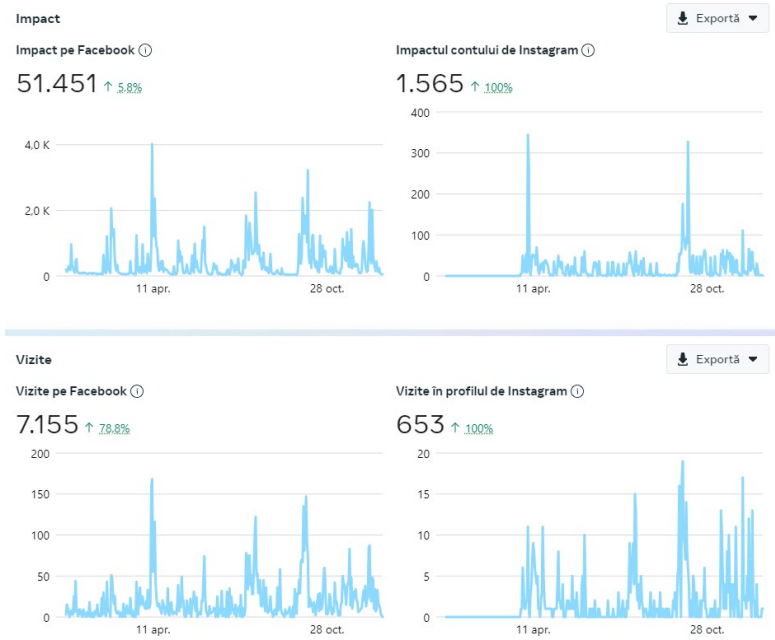 Impact
Exportă
Impact pe Facebook
51.451 ↑ 5,8%
4,0 K
2,0 K
0
11 apr.
28 oct.
Impactul contului de Instagram
1.565 ↑ 100%
400
300
200
100
0
11 apr.
28 oct.
Vizite
Exportă
Vizite pe Facebook
7.155 ↑ 78,8%
200
150
100
50
0
11 apr.
28 oct.
Vizite în profilul de Instagram
653 ↑ 100%
20
15
10
5
0
11 apr.
28 oct.